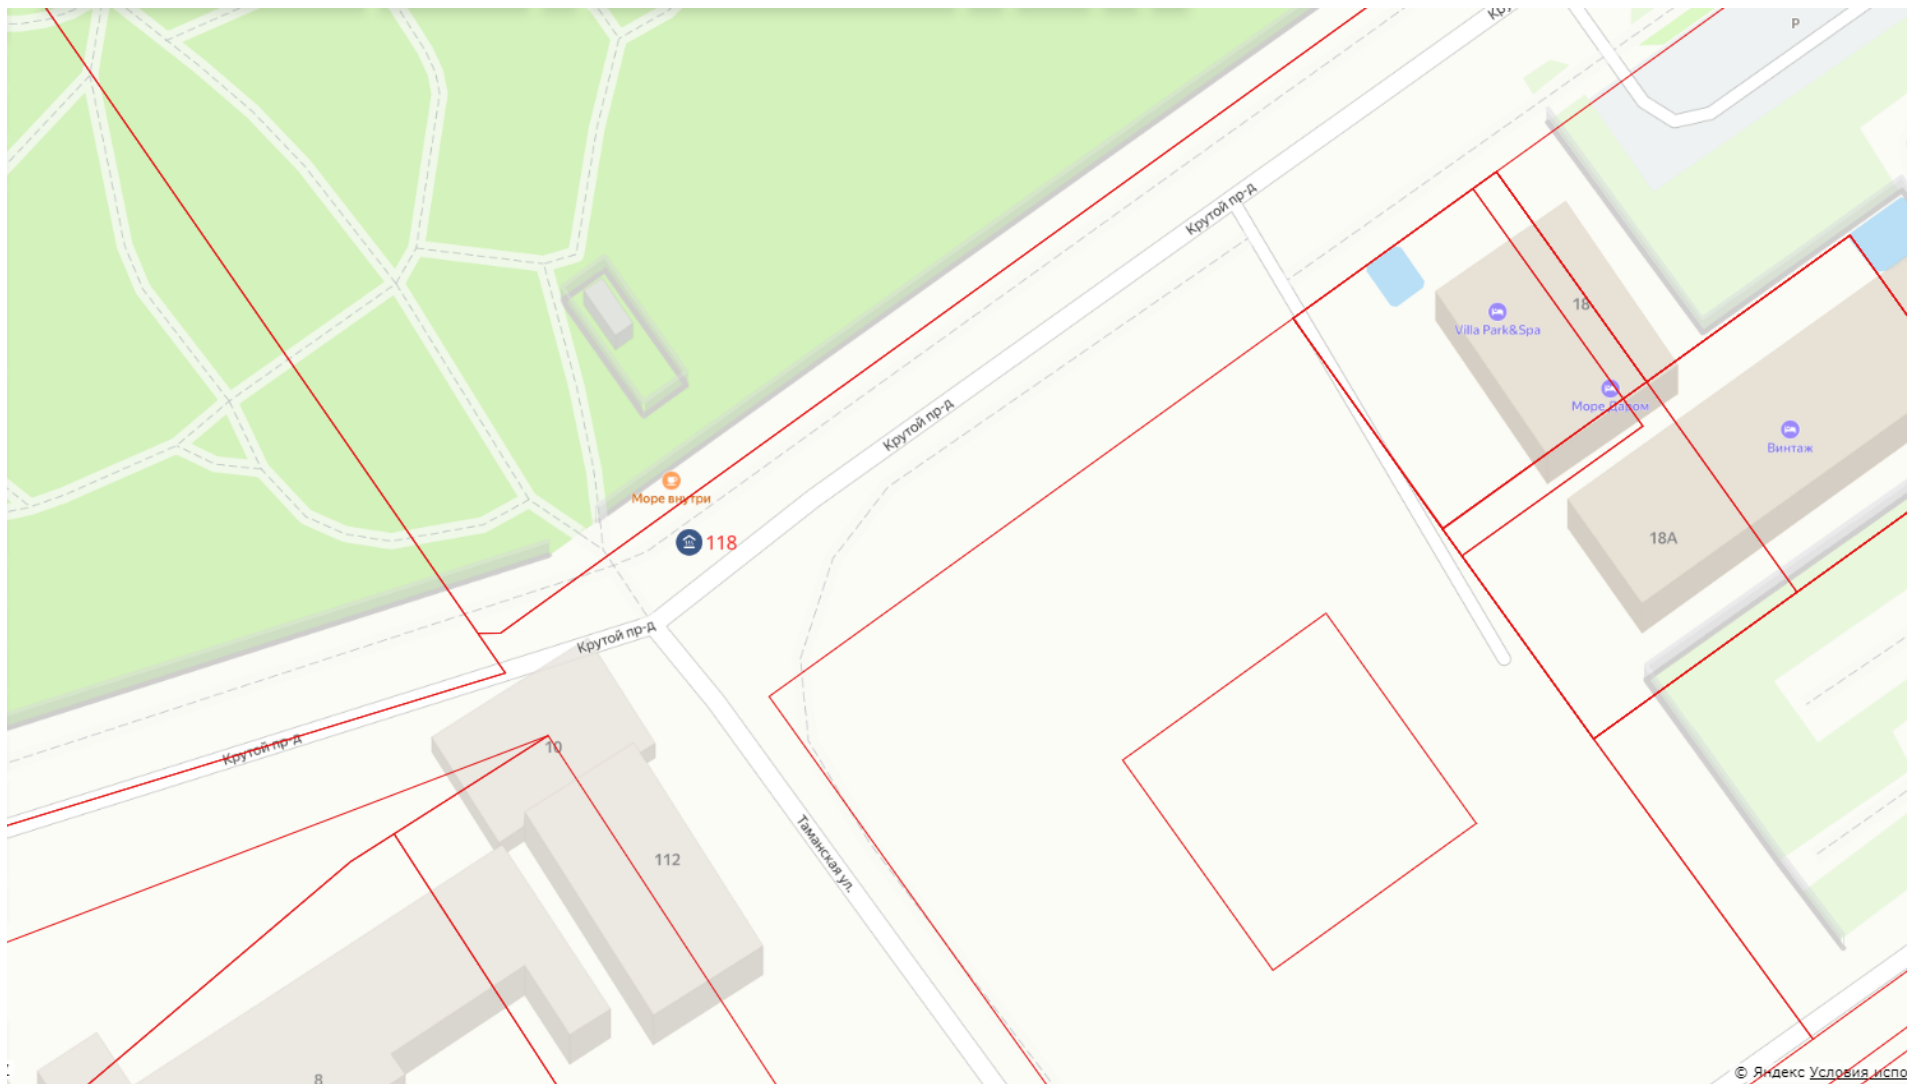 Р
Крутой пр-д
18
Villa Park&Spa
Море Даром
Крутой пр-д
Винтаж
Море внутри
118
18А
Крутой пр-д
Крутой пр-д
10
112
Таманская ул.
8
© Яндекс Условия испо